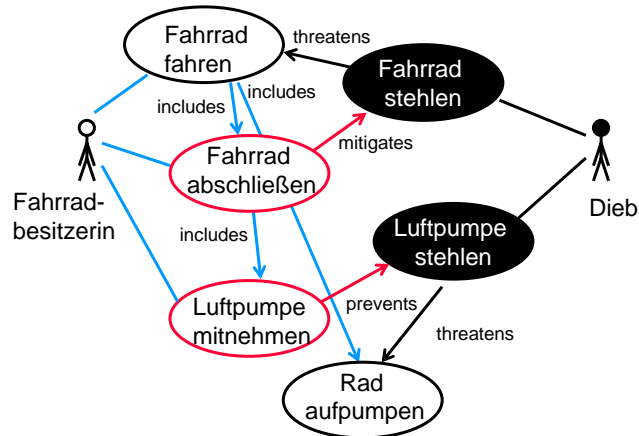 Fahrrad
fahren
threatens
Fahrrad
stehlen
includes
includes
mitigates
Fahrrad
abschließen
Fahrrad-
besitzerin
Dieb
includes
Luftpumpe
stehlen
Luftpumpe
mitnehmen
prevents
threatens
Rad
aufpumpen